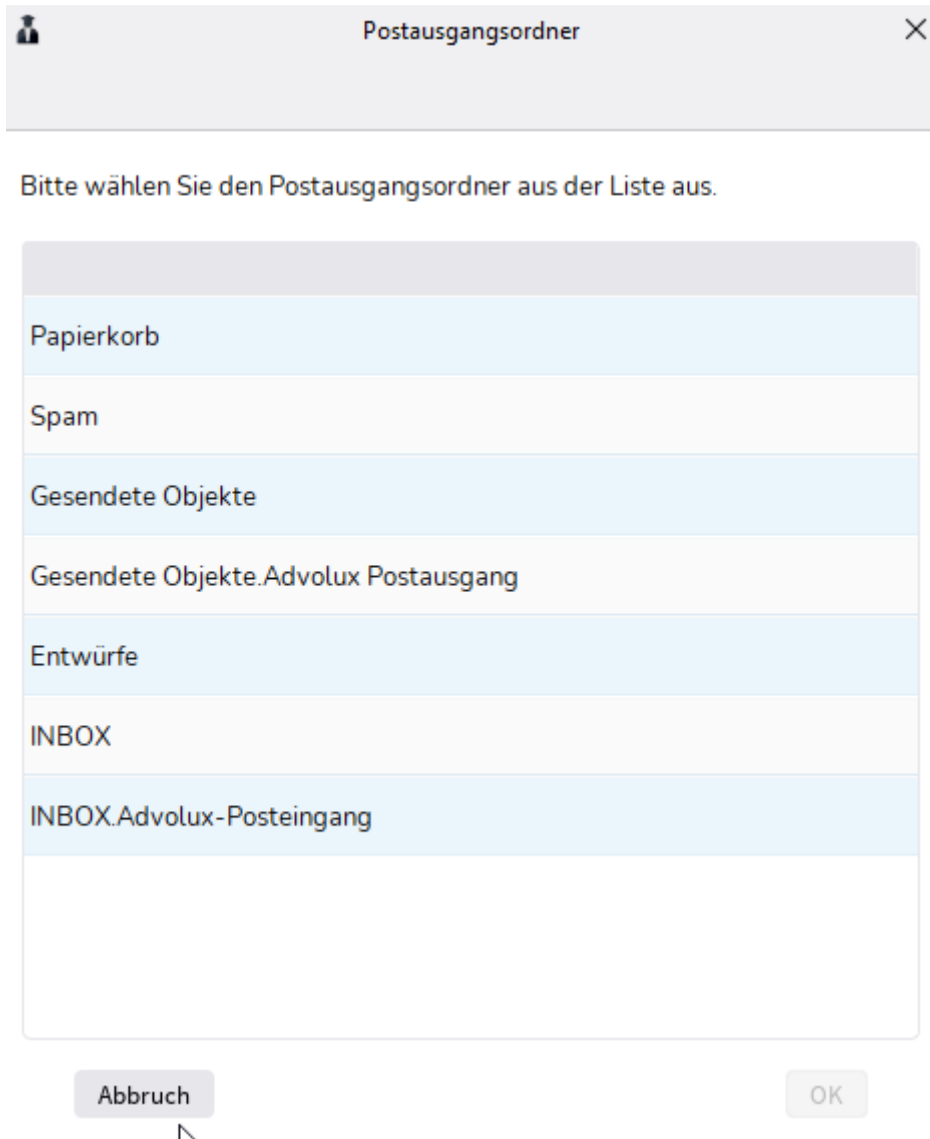 Postausgangsordner
Bitte wählen Sie den Postausgangsordner aus der Liste aus.
Papierkorb
Spam
Gesendete Objekte
Gesendete Objekte.Advolux Postausgang
Entwürfe
INBOX
INBOX.Advolux-Posteingang
Abbruch
OK